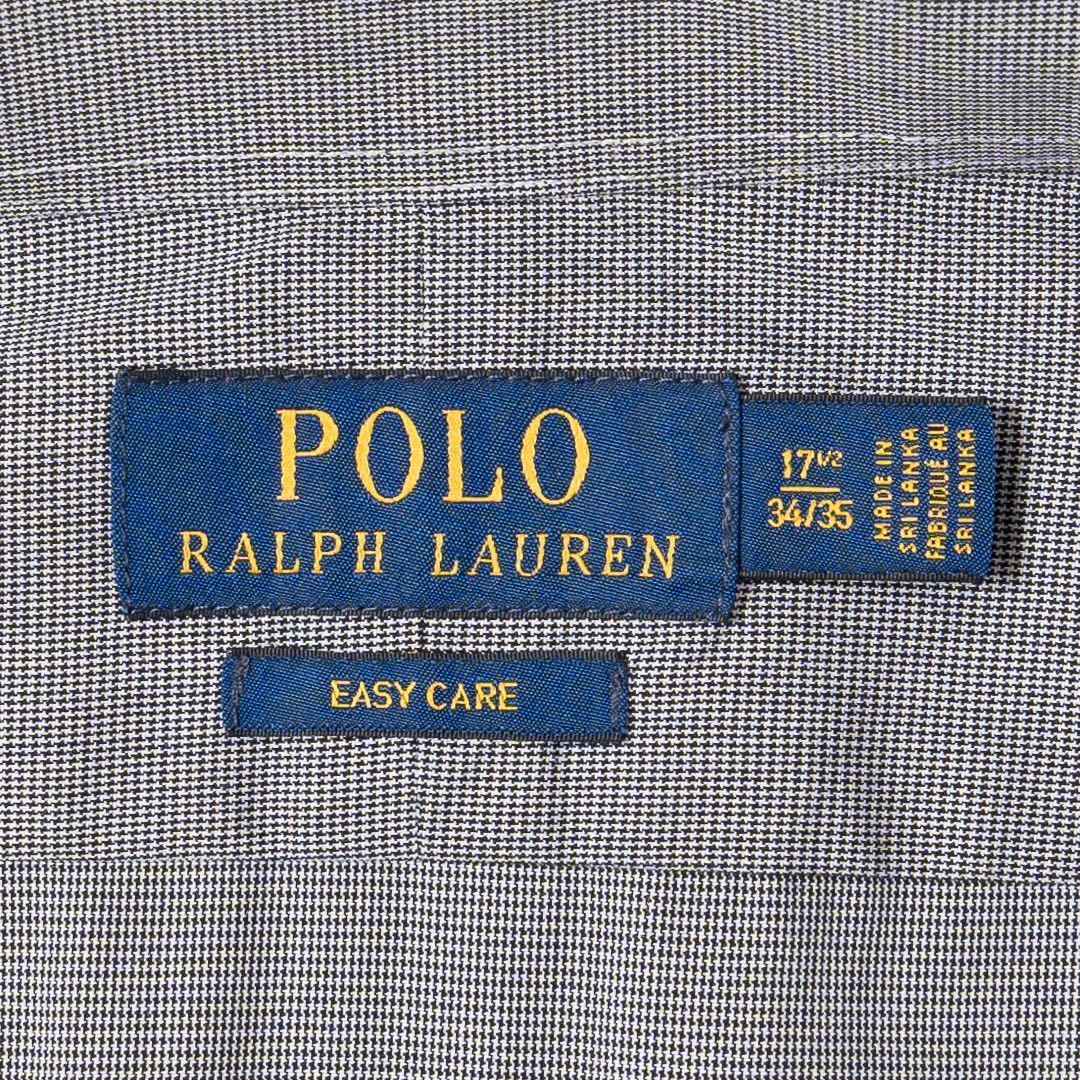 POLO
RALPH LAUREN
17 1/2
34/35
MADE IN
SRI LANKA
FABRIQUÉ AU
SRI LANKA
EASY CARE